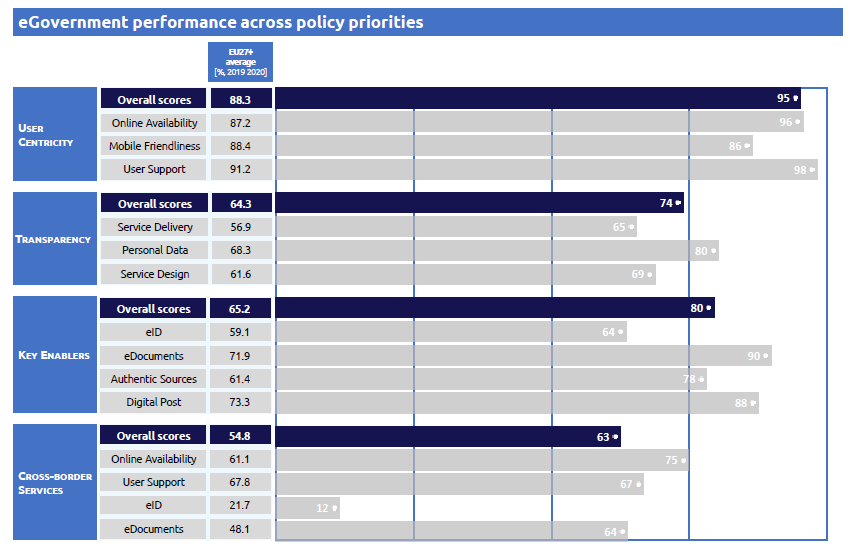 eGovernment performance across policy priorities
EU27+
average
[%, 2019 2020]
USER
CENTRICITY
Overall scores 88.3 95
Online Availability 87.2 96
Mobile Friendliness 88.4 86
User Support 91.2 98
TRANSPARENCY
Overall scores 64.3 74
Service Delivery 56.9 65
Personal Data 68.3 80
Service Design 61.6 69
KEY ENABLERS
Overall scores 65.2 80
eID 59.1 64
eDocuments 71.9 90
Authentic Sources 61.4 78
Digital Post 73.3 88
CROSS-BORDER
SERVICES
Overall scores 54.8 63
Online Availability 61.1 75
User Support 67.8 67
eID 21.7 12
eDocuments 48.1 64